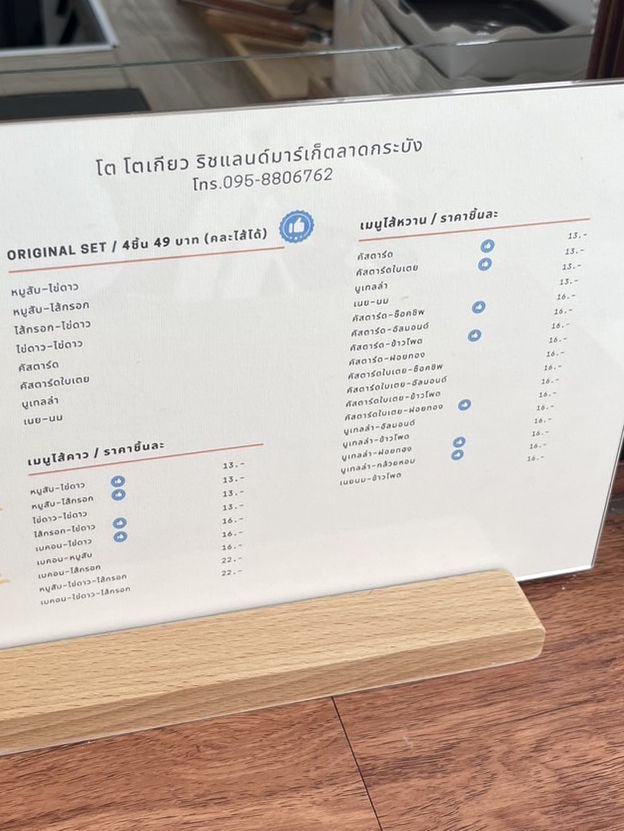 โต โตเกียว ริชแลนด์มาร์เก็ตลาดกระบัง
โทร.095-8806762
ORIGINAL SET / 4ชิ้น 49 บาท (คละไส้ได้)
หมูสับ-ไข่ดาว
หมูสับ-ไส้กรอก
ไส้กรอก-ไข่ดาว
ไข่ดาว-ไข่ดาว
คัสตาร์ด
คัสตาร์ดใบเตย
นูเทลล่า
เนย-นม
เมนูไส้คาว / ราคาชิ้นละ
หมูสับ-ไข่ดาว 13.-
หมูสับ-ไส้กรอก 13.-
ไข่ดาว-ไข่ดาว 13.-
ไส้กรอก-ไข่ดาว 13.-
เบคอน-ไข่ดาว 16.-
เบคอน-หมูสับ 16.-
เบคอน-ไส้กรอก 16.-
หมูสับ-ไข่ดาว-ไส้กรอก 22.-
เบคอน-ไข่ดาว-ไส้กรอก 22.-
เมนูไส้หวาน / ราคาชิ้นละ
คัสตาร์ด 13.-
คัสตาร์ดใบเตย 13.-
นูเทลล่า 13.-
เนย-นม 13.-
คัสตาร์ด-ช็อคชิพ 16.-
คัสตาร์ด-อัลมอนด์ 16.-
คัสตาร์ด-ข้าวโพด 16.-
คัสตาร์ด-ฝอยทอง 16.-
คัสตาร์ดใบเตย-ช็อคชิพ 16.-
คัสตาร์ดใบเตย-อัลมอนด์ 16.-
คัสตาร์ดใบเตย-ข้าวโพด 16.-
คัสตาร์ดใบเตย-ฝอยทอง 16.-
นูเทลล่า-อัลมอนด์ 16.-
นูเทลล่า-ข้าวโพด 16.-
นูเทลล่า-ฝอยทอง 16.-
นูเทลล่า-กล้วยหอม 16.-
เนยนม-ข้าวโพด 16.-